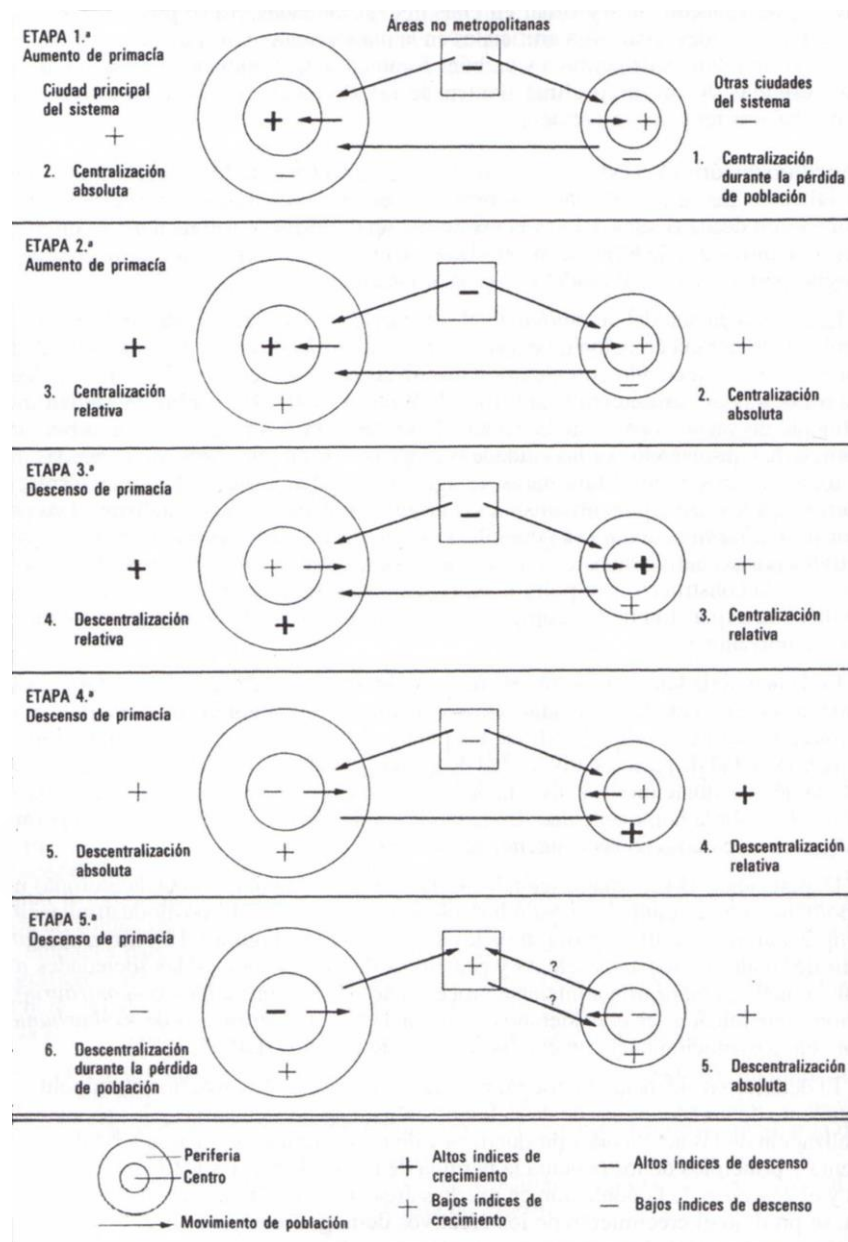 Áreas no metropolitanas
ETAPA 1.ª
Aumento de primacía
Ciudad principal
del sistema
+
2. Centralización
absoluta
−
+
+
−
Otras ciudades
del sistema
1. Centralización
durante la pérdida
de población
ETAPA 2.ª
Aumento de primacía
+
3. Centralización
relativa
−
+
+
+
−
+
2. Centralización
absoluta
ETAPA 3.ª
Descenso de primacía
+
4. Descentralización
relativa
−
+
+
+
+
+
3. Centralización
relativa
ETAPA 4.ª
Descenso de primacía
+
5. Descentralización
absoluta
−
−
+
+
+
+
4. Descentralización
relativa
ETAPA 5.ª
Descenso de primacía
6. Descentralización
durante la pérdida
de población
+
−
+
?
?
−
+
+
5. Descentralización
absoluta
Periferia
Centro
Movimiento de población
+ Altos índices de
crecimiento
+ Bajos índices de
crecimiento
Altos índices de descenso
− Bajos índices de descenso